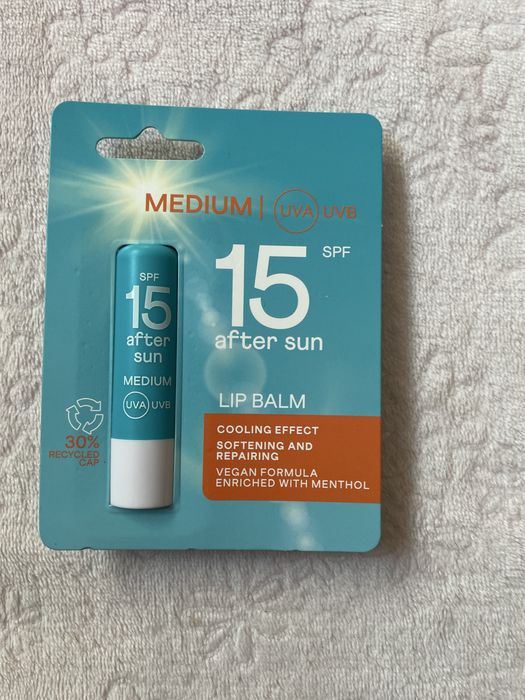 MEDIUM | UVA UVB
15 SPF
after sun
LIP BALM
COOLING EFFECT
SOFTENING AND
REPAIRING
VEGAN FORMULA
ENRICHED WITH MENTHOL
SPF
15
after
sun
MEDIUM
UVA UVB
30%
RECYCLED
CAP